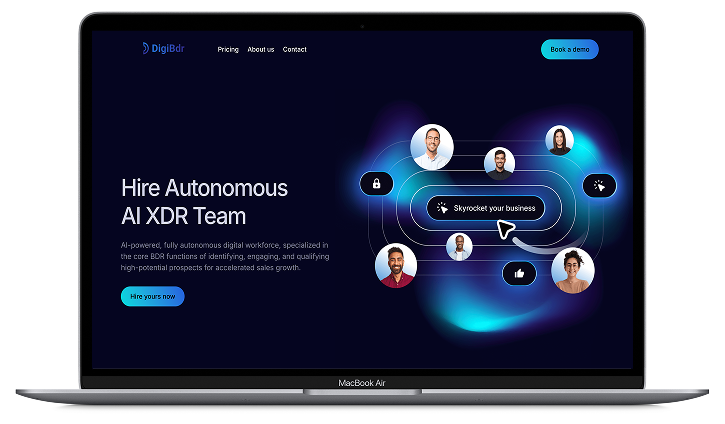 DigiBdr
Pricing About us Contact
Book a demo
Hire Autonomous
AI XDR Team
AI-powered, fully autonomous digital workforce, specialized in
the core BDR functions of identifying, engaging, and qualifying
high-potential prospects for accelerated sales growth.
Hire yours now
Skyrocket your business
MacBook Air